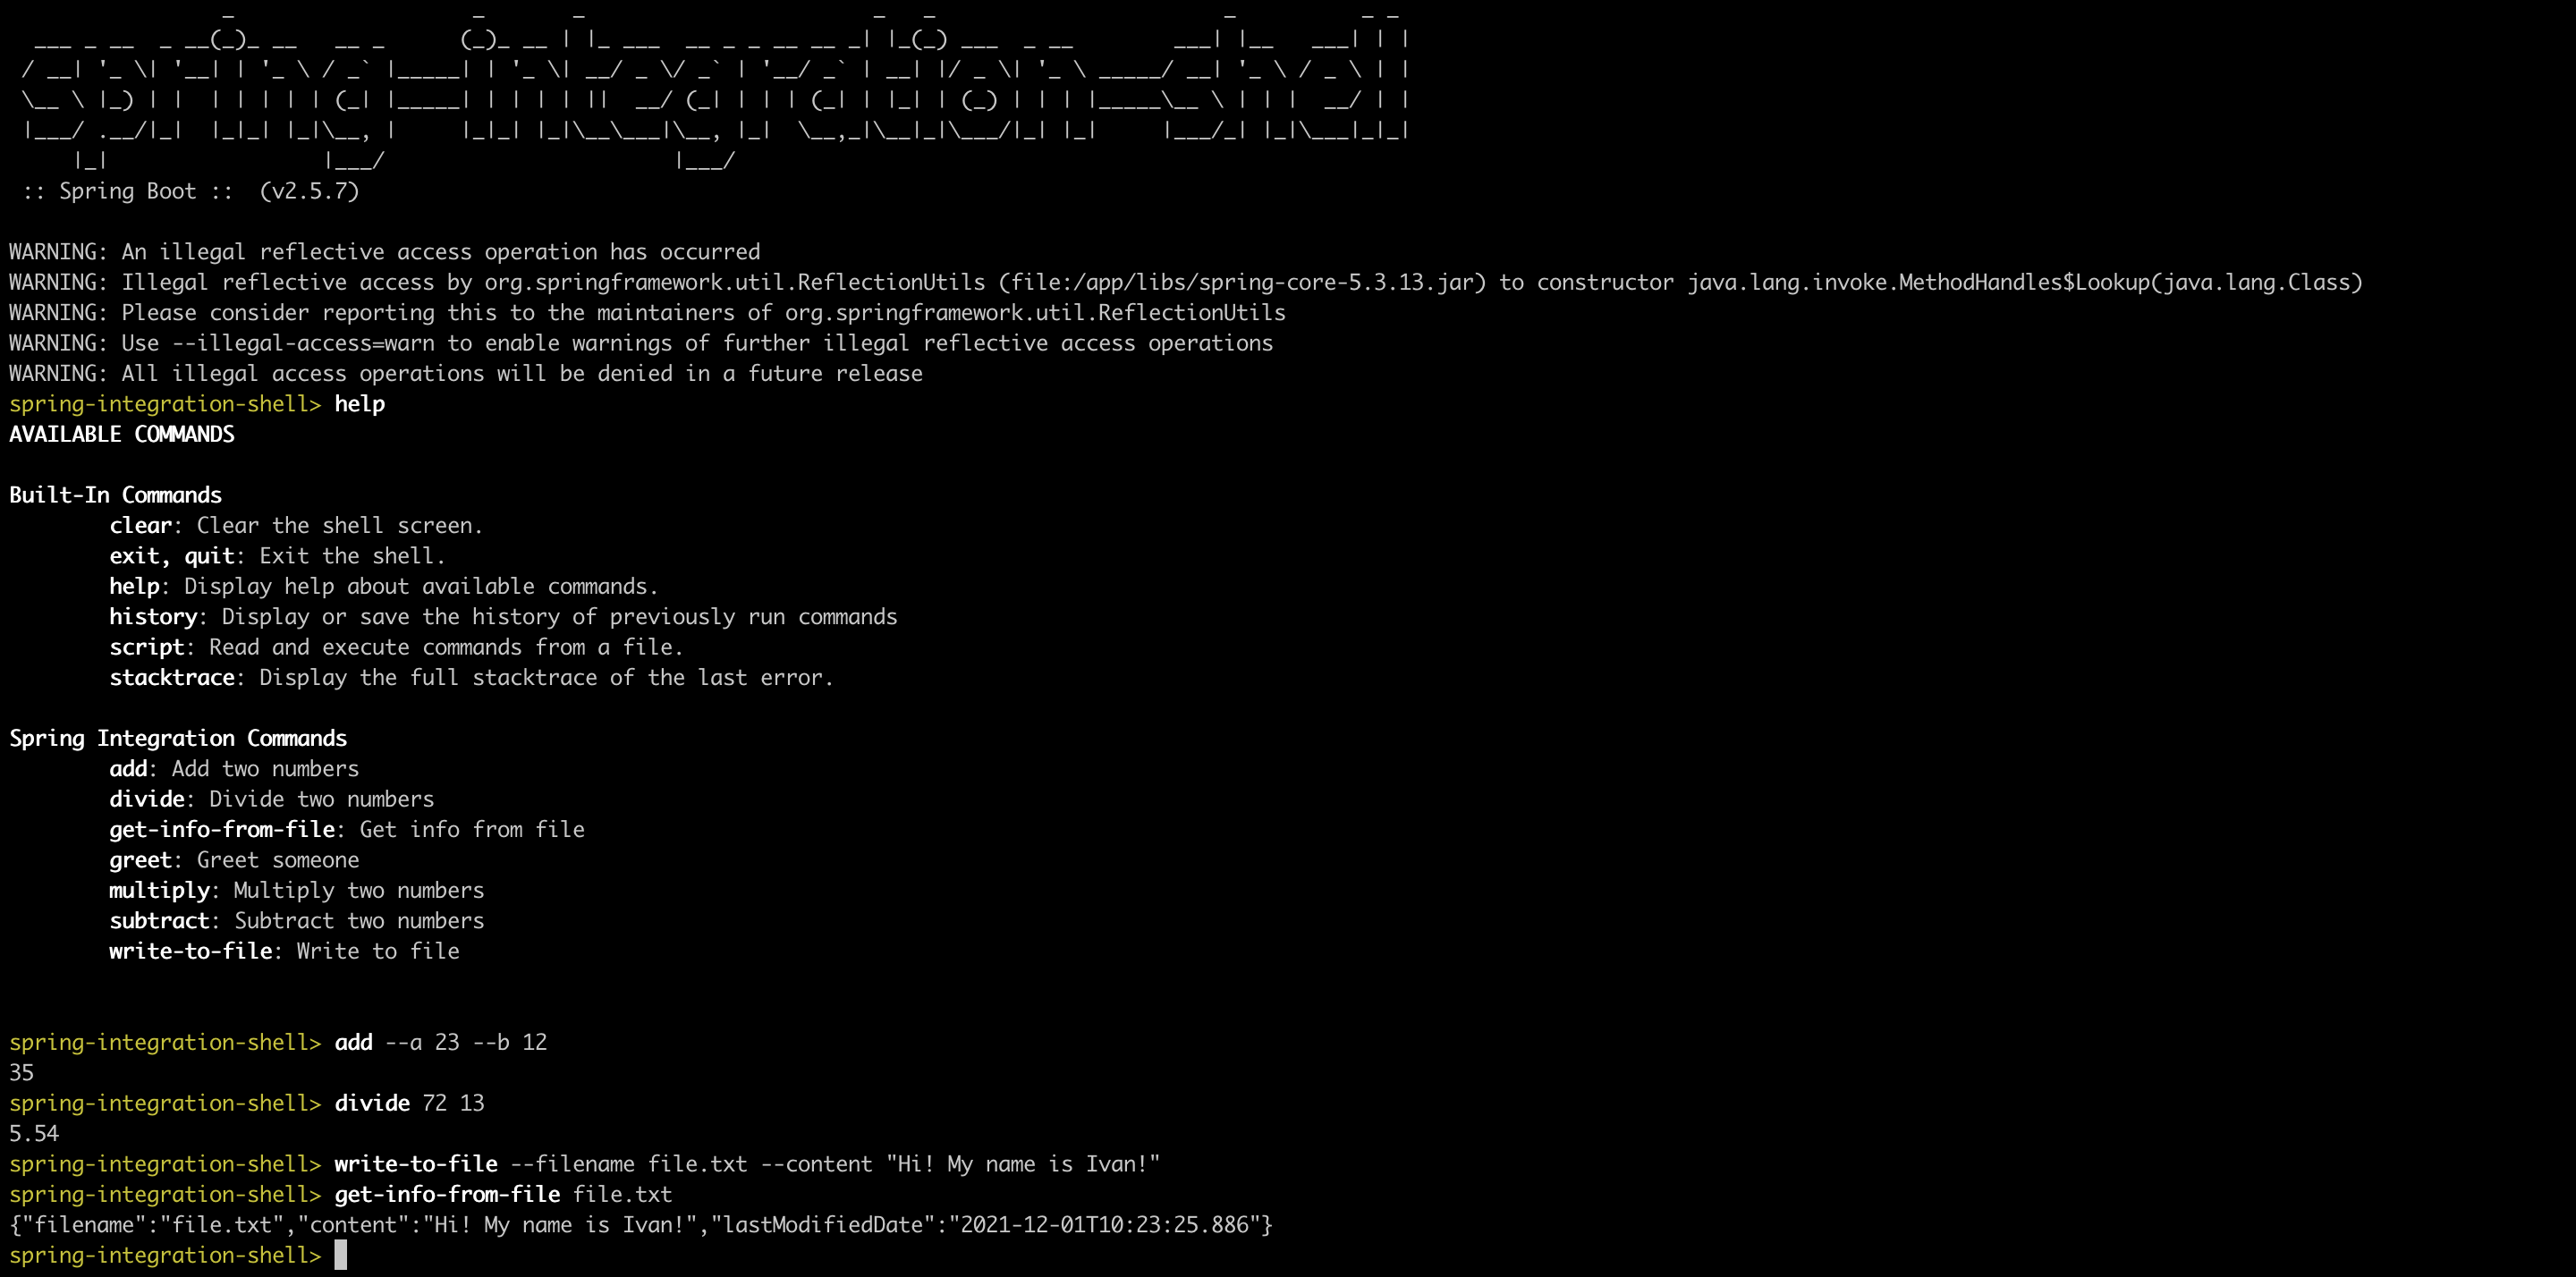 spring-integration-shell
:: Spring Boot ::  (v2.5.7)
WARNING: An illegal reflective access operation has occurred
WARNING: Illegal reflective access by org.springframework.util.ReflectionUtils (file:/app/libs/spring-core-5.3.13.jar) to constructor java.lang.invoke.MethodHandles$Lookup(java.lang.Class)
WARNING: Please consider reporting this to the maintainers of org.springframework.util.ReflectionUtils
WARNING: Use --illegal-access=warn to enable warnings of further illegal reflective access operations
WARNING: All illegal access operations will be denied in a future release
spring-integration-shell> help
AVAILABLE COMMANDS
Built-In Commands
clear: Clear the shell screen.
exit, quit: Exit the shell.
help: Display help about available commands.
history: Display or save the history of previously run commands
script: Read and execute commands from a file.
stacktrace: Display the full stacktrace of the last error.
Spring Integration Commands
add: Add two numbers
divide: Divide two numbers
get-info-from-file: Get info from file
greet: Greet someone
multiply: Multiply two numbers
subtract: Subtract two numbers
write-to-file: Write to file
spring-integration-shell> add --a 23 --b 12
35
spring-integration-shell> divide 72 13
5.54
spring-integration-shell> write-to-file --filename file.txt --content "Hi! My name is Ivan!"
spring-integration-shell> get-info-from-file file.txt
{"filename":"file.txt","content":"Hi! My name is Ivan!","lastModifiedDate":"2021-12-01T10:23:25.886"}
spring-integration-shell>